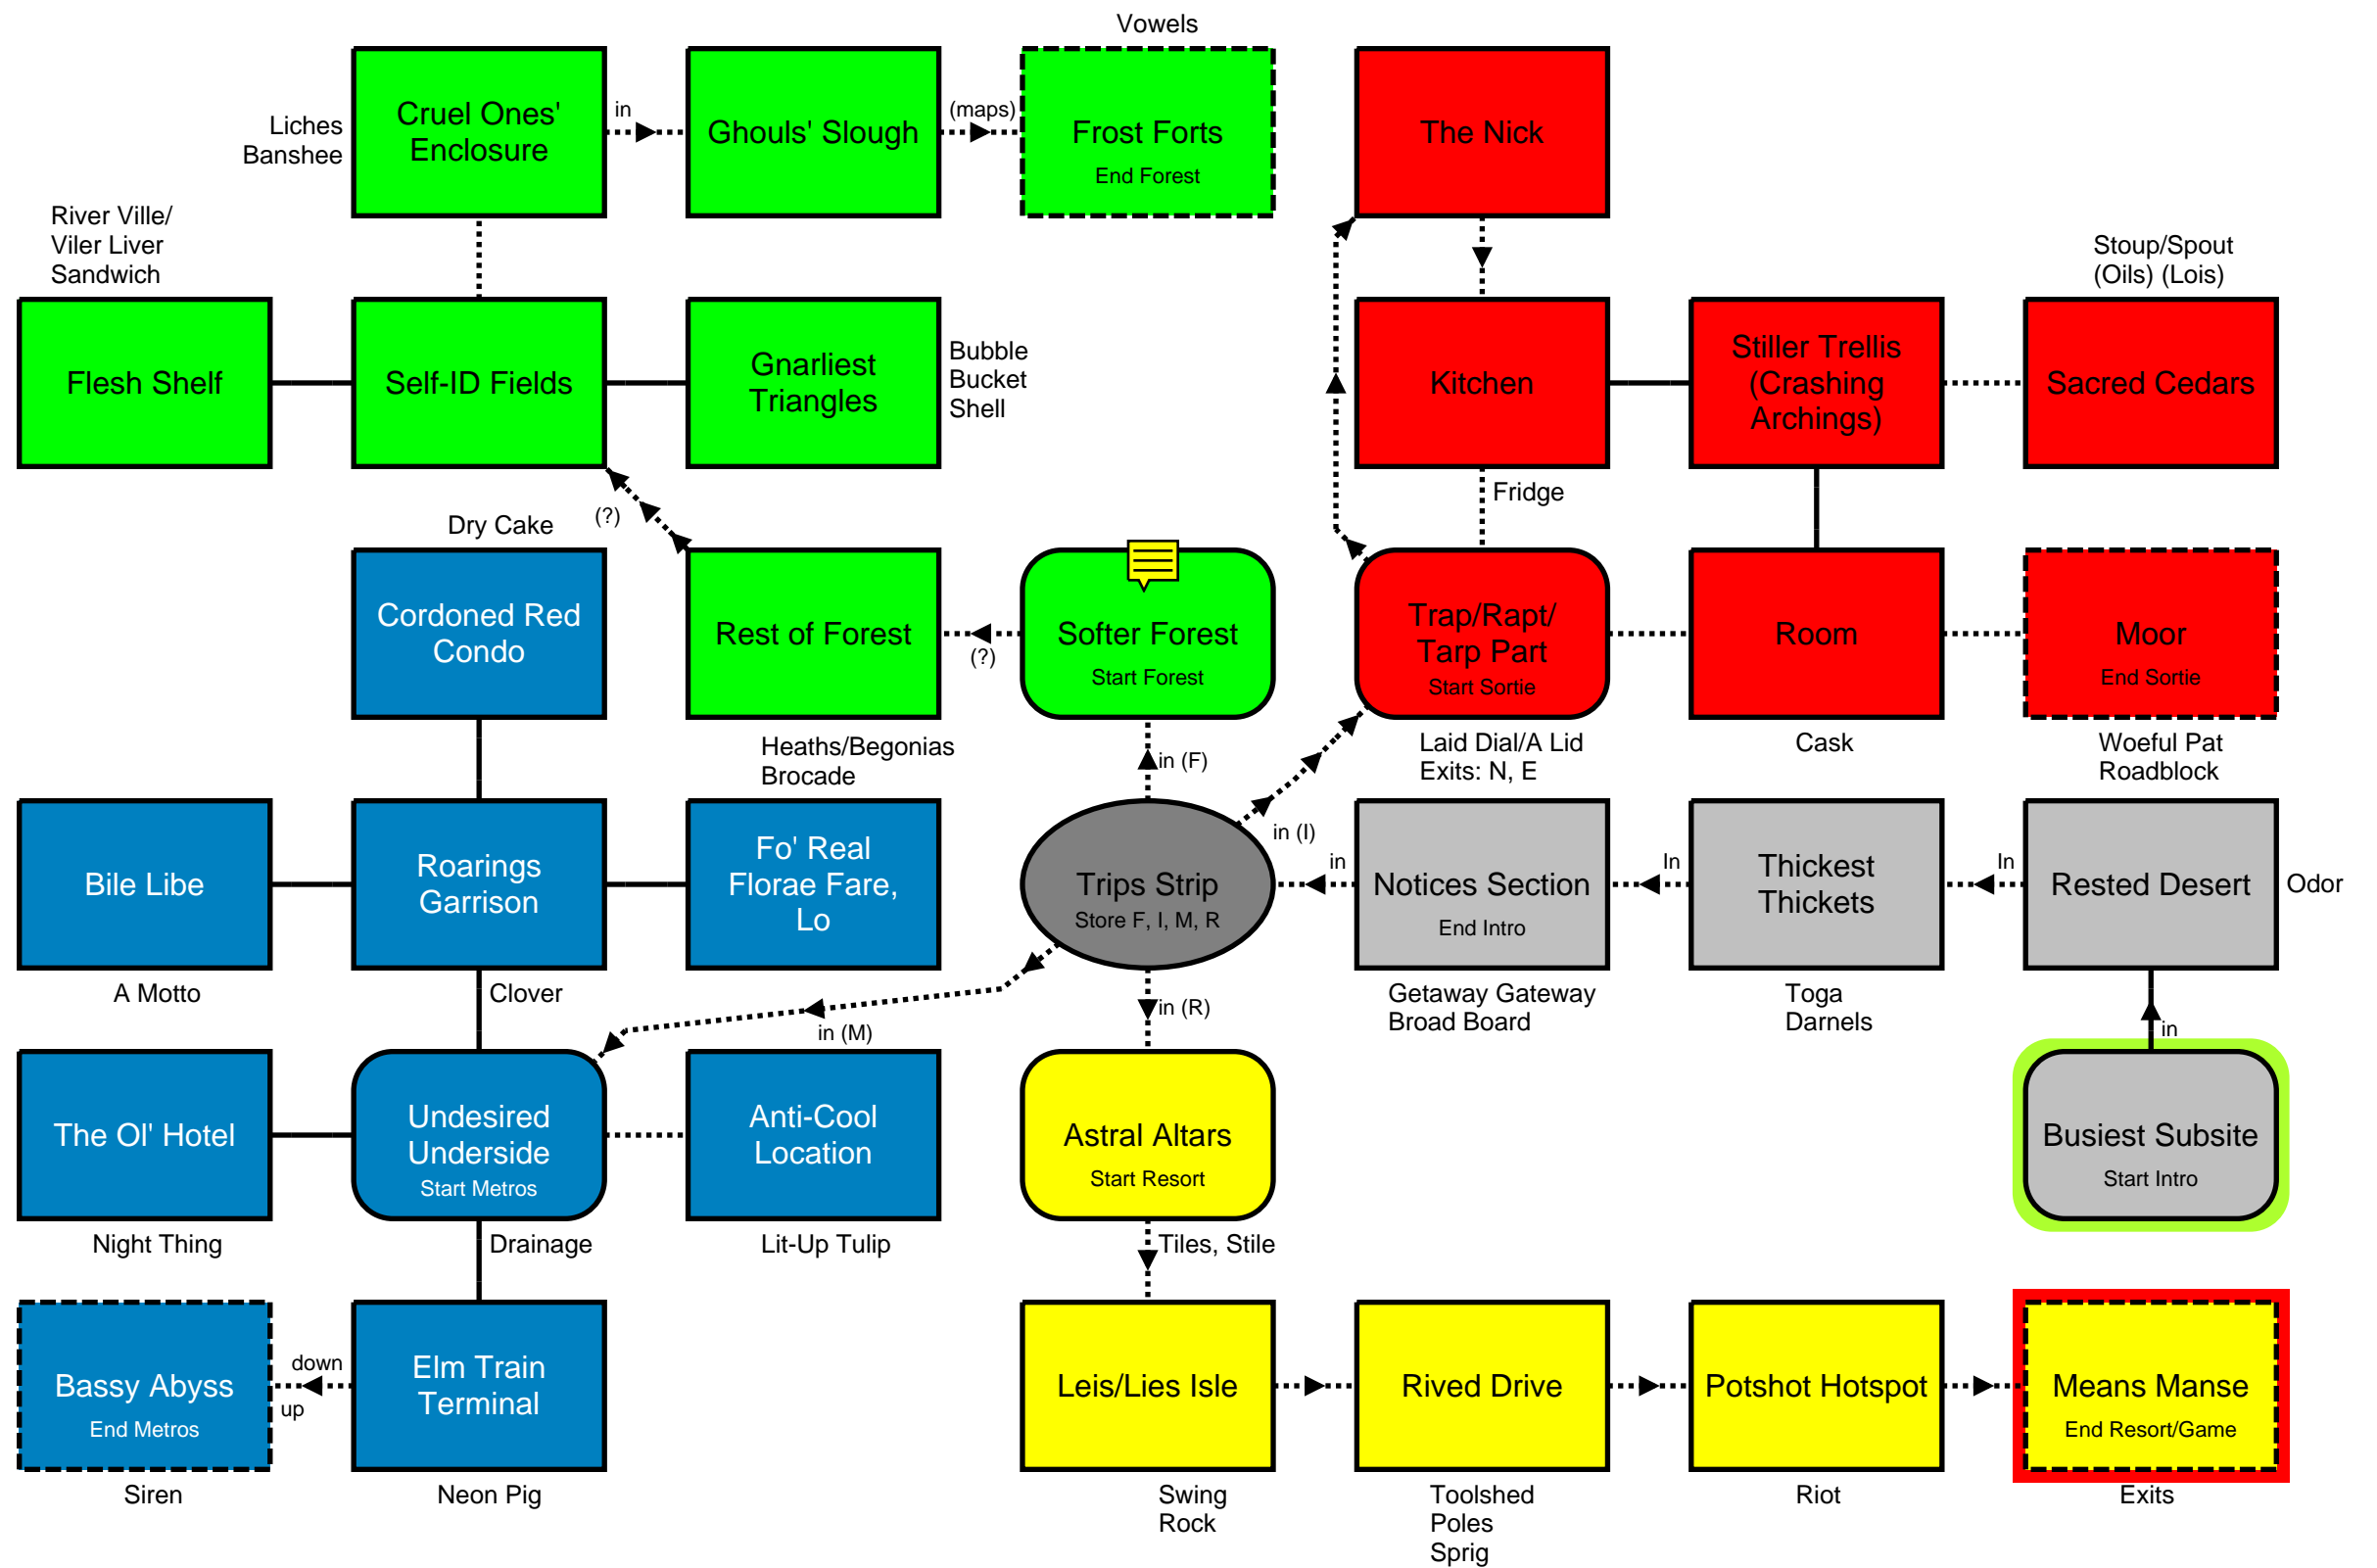 Vowels
Cruel Ones'
Enclosure
in
Ghouls' Slough
(maps)
Frost Forts
End Forest
The Nick
Liches
Banshee
River Ville/
Viler Liver
Sandwich
Stoup/Spout
(Oils) (Lois)
Flesh Shelf
Self-ID Fields
Gnarliest
Triangles
Bubble
Bucket
Shell
Kitchen
Stiller Trellis
(Crashing
Archings)
Sacred Cedars
Fridge
Dry Cake
(?)
Cordoned Red
Condo
Rest of Forest
(?)
Softer Forest
Start Forest
Trap/Rapt/
Tarp Part
Start Sortie
Room
Moor
End Sortie
Heaths/Begonias
Brocade
in (F)
Laid Dial/A Lid
Exits: N, E
Cask
Woeful Pat
Roadblock
in (I)
Bile Libe
Roarings
Garrison
Fo' Real
Florae Fare,
Lo
Trips Strip
Store F, I, M, R
in
Notices Section
End Intro
In
Thickest
Thickets
In
Rested Desert
Odor
A Motto
Clover
in (M)
in (R)
Getaway Gateway
Broad Board
Toga
Darnels
in
The Ol' Hotel
Undesired
Underside
Start Metros
Anti-Cool
Location
Astral Altars
Start Resort
Busiest Subsite
Start Intro
Night Thing
Drainage
Lit-Up Tulip
Tiles, Stile
Bassy Abyss
End Metros
down
up
Elm Train
Terminal
Leis/Lies Isle
Rived Drive
Potshot Hotspot
Means Manse
End Resort/Game
Siren
Neon Pig
Swing
Rock
Toolshed
Poles
Sprig
Riot
Exits